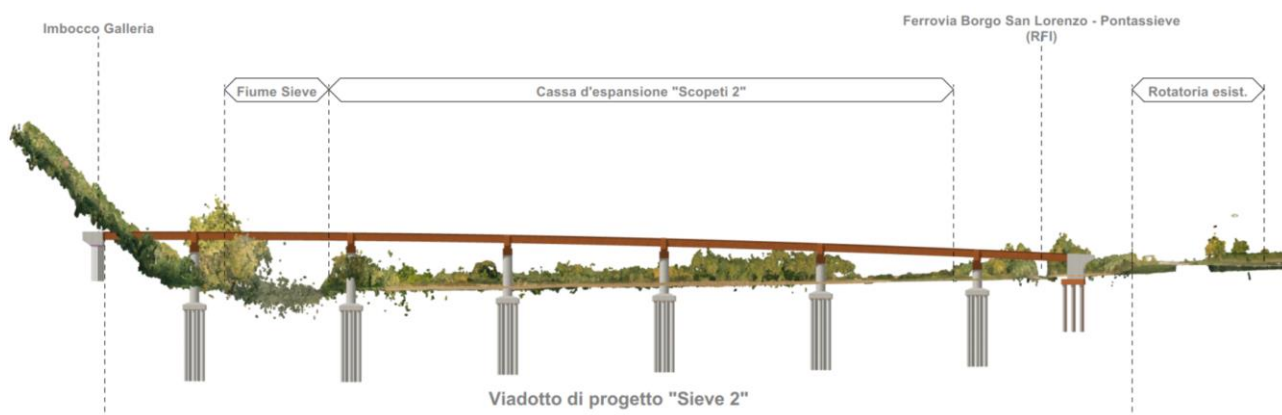 Imbocco Galleria
Ferrovia Borgo San Lorenzo - Pontassieve
(RFI)
Fiume Sieve
Cassa d'espansione "Scopeti 2"
Rotatoria esist.
Viadotto di progetto "Sieve 2"